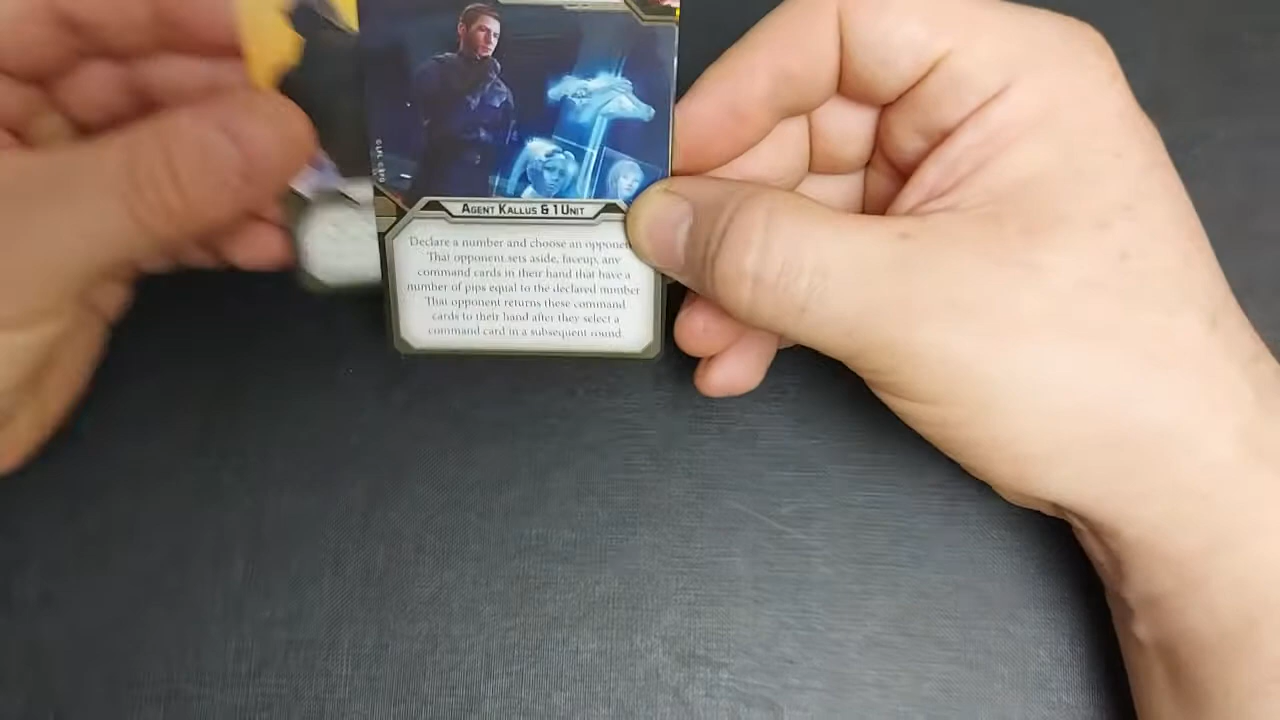 Agent Kallus & 1 Unit
Declare a number and choose an opponent.
That opponent sets aside, faceup, any
command cards in their hand that have a
number of pips equal to the declared number.
That opponent returns these command
cards to their hand after they select a
command card in a subsequent round.